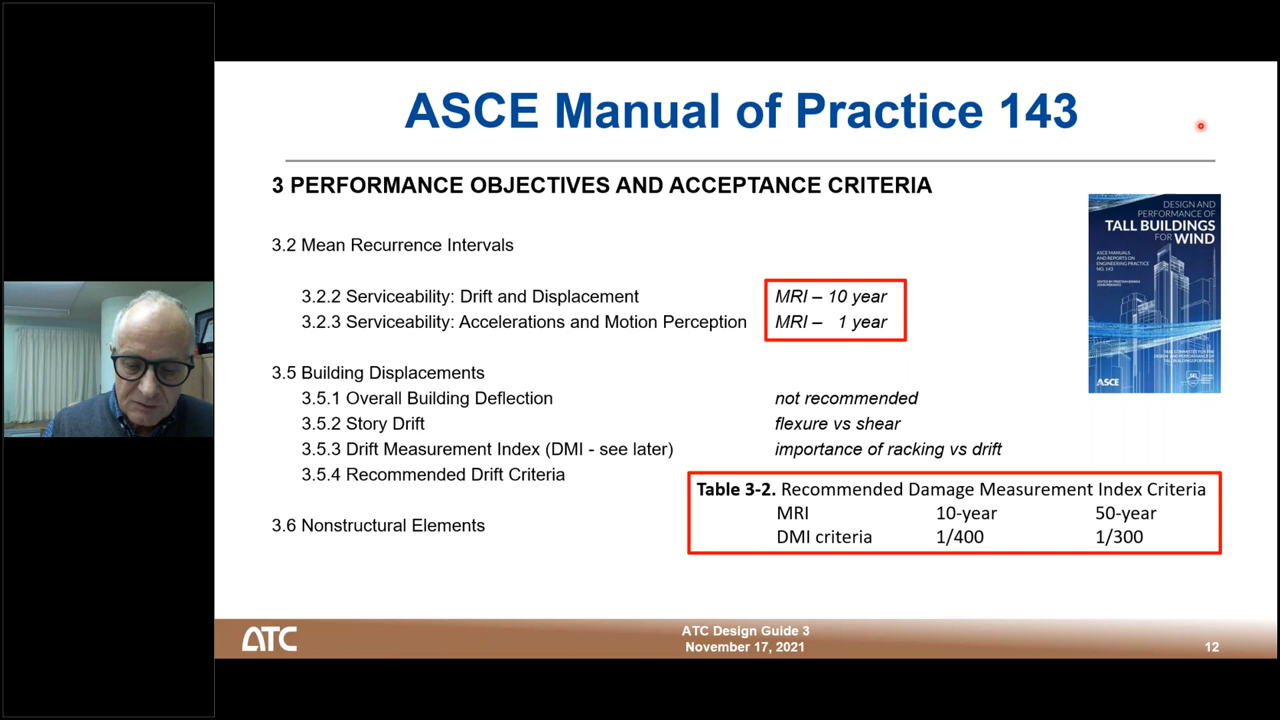 ASCE Manual of Practice 143
3 PERFORMANCE OBJECTIVES AND ACCEPTANCE CRITERIA
3.2 Mean Recurrence Intervals
3.2.2 Serviceability: Drift and Displacement MRI – 10 year
3.2.3 Serviceability: Accelerations and Motion Perception MRI – 1 year
3.5 Building Displacements
3.5.1 Overall Building Deflection not recommended
3.5.2 Story Drift flexure vs shear
3.5.3 Drift Measurement Index (DMI - see later) importance of racking vs drift
3.5.4 Recommended Drift Criteria
3.6 Nonstructural Elements
Table 3-2. Recommended Damage Measurement Index Criteria
MRI 10-year 50-year
DMI criteria 1/400 1/300
DESIGN AND
PERFORMANCE OF
TALL BUILDINGS
FOR WIND
ASCE MANUALS
AND REPORTS ON
ENGINEERING PRACTICE
NO. 143
ASCE
ATC
ATC Design Guide 3
November 17, 2021
12